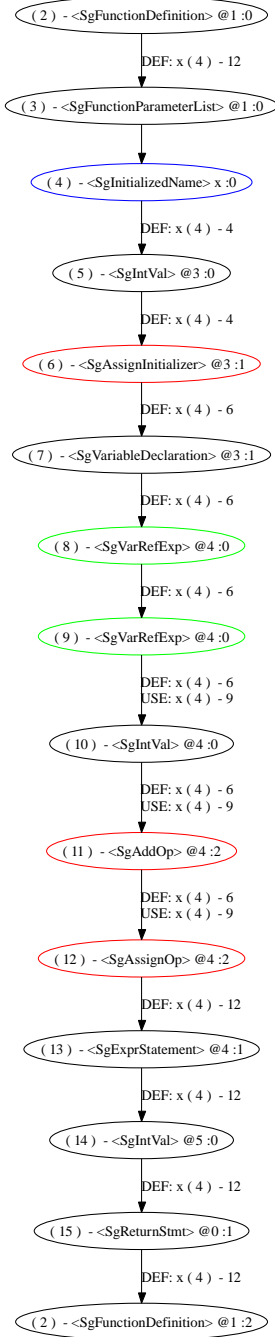 ( 2 ) - <SgFunctionDefinition> @1 :0
DEF: x ( 4 ) - 12
( 3 ) - <SgFunctionParameterList> @1 :0
( 4 ) - <SgInitializedName> x :0
DEF: x ( 4 ) - 4
( 5 ) - <SgIntVal> @3 :0
DEF: x ( 4 ) - 4
( 6 ) - <SgAssignInitializer> @3 :1
DEF: x ( 4 ) - 6
( 7 ) - <SgVariableDeclaration> @3 :1
DEF: x ( 4 ) - 6
( 8 ) - <SgVarRefExp> @4 :0
DEF: x ( 4 ) - 6
( 9 ) - <SgVarRefExp> @4 :0
DEF: x ( 4 ) - 6
USE: x ( 4 ) - 9
( 10 ) - <SgIntVal> @4 :0
DEF: x ( 4 ) - 6
USE: x ( 4 ) - 9
( 11 ) - <SgAddOp> @4 :2
DEF: x ( 4 ) - 6
USE: x ( 4 ) - 9
( 12 ) - <SgAssignOp> @4 :2
DEF: x ( 4 ) - 12
( 13 ) - <SgExprStatement> @4 :1
DEF: x ( 4 ) - 12
( 14 ) - <SgIntVal> @5 :0
DEF: x ( 4 ) - 12
( 15 ) - <SgReturnStmt> @0 :1
DEF: x ( 4 ) - 12
( 2 ) - <SgFunctionDefinition> @1 :2